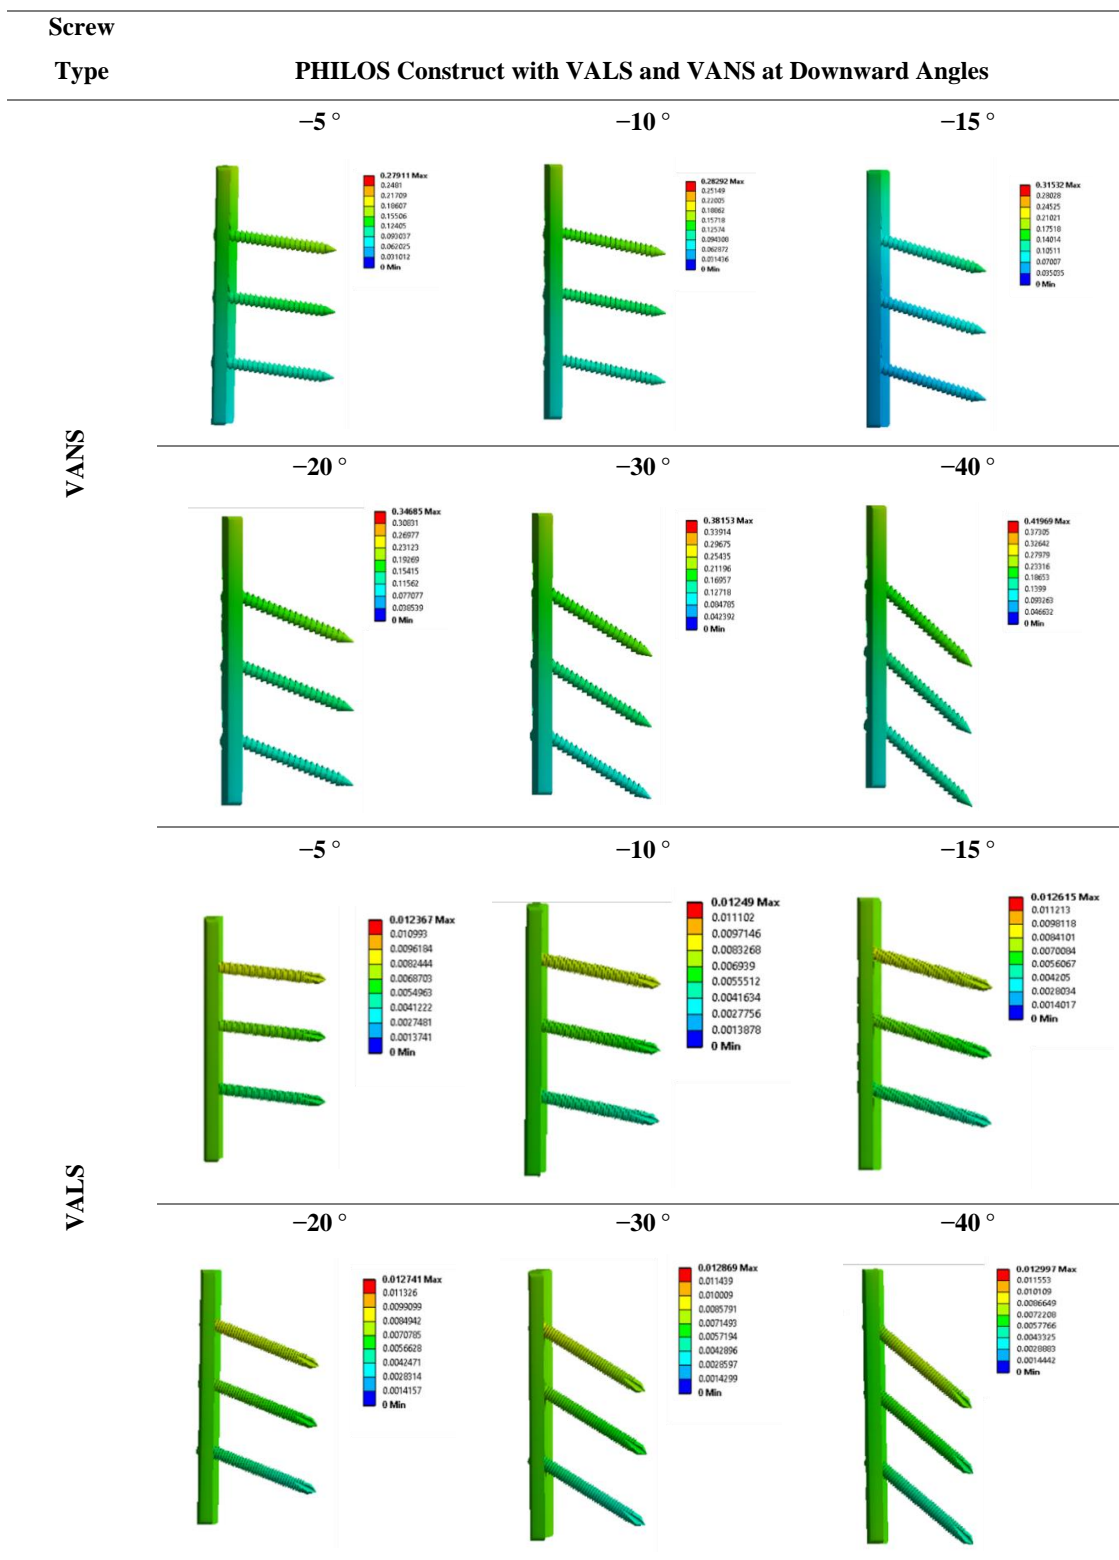 Screw
Type
PHILOS Construct with VALS and VANS at Downward Angles
−5 ° −10 ° −15 °
0.27911 Max
0.2481
0.21709
0.18607
0.15506
0.12405
0.093037
0.062025
0.031012
0 Min
0.28292 Max
0.25149
0.22005
0.18862
0.15718
0.12574
0.094308
0.062872
0.031436
0 Min
0.31532 Max
0.28028
0.24525
0.21021
0.17518
0.14014
0.10511
0.07007
0.035035
0 Min
VANS
−20 ° −30 ° −40 °
0.34685 Max
0.30831
0.26977
0.23123
0.19269
0.15415
0.11562
0.077077
0.038539
0 Min
0.38153 Max
0.33914
0.29675
0.25435
0.21196
0.16957
0.12718
0.084785
0.042392
0 Min
0.41969 Max
0.37305
0.32642
0.27979
0.23316
0.18653
0.1399
0.093263
0.046632
0 Min
−5 ° −10 ° −15 °
0.012367 Max
0.010993
0.0096184
0.0082444
0.0068703
0.0054963
0.0041222
0.0027481
0.0013741
0 Min
0.01249 Max
0.011102
0.0097146
0.0083268
0.006939
0.0055512
0.0041634
0.0027756
0.0013878
0 Min
0.012615 Max
0.011213
0.0098118
0.0084101
0.0070084
0.0056067
0.004205
0.0028034
0.0014017
0 Min
VALS
−20 ° −30 ° −40 °
0.012741 Max
0.011326
0.0099099
0.0084942
0.0070785
0.0056628
0.0042471
0.0028314
0.0014157
0 Min
0.012869 Max
0.011439
0.010009
0.0085791
0.0071493
0.0057194
0.0042896
0.0028597
0.0014299
0 Min
0.012997 Max
0.011553
0.010109
0.0086649
0.0072208
0.0057766
0.0043325
0.0028883
0.0014442
0 Min